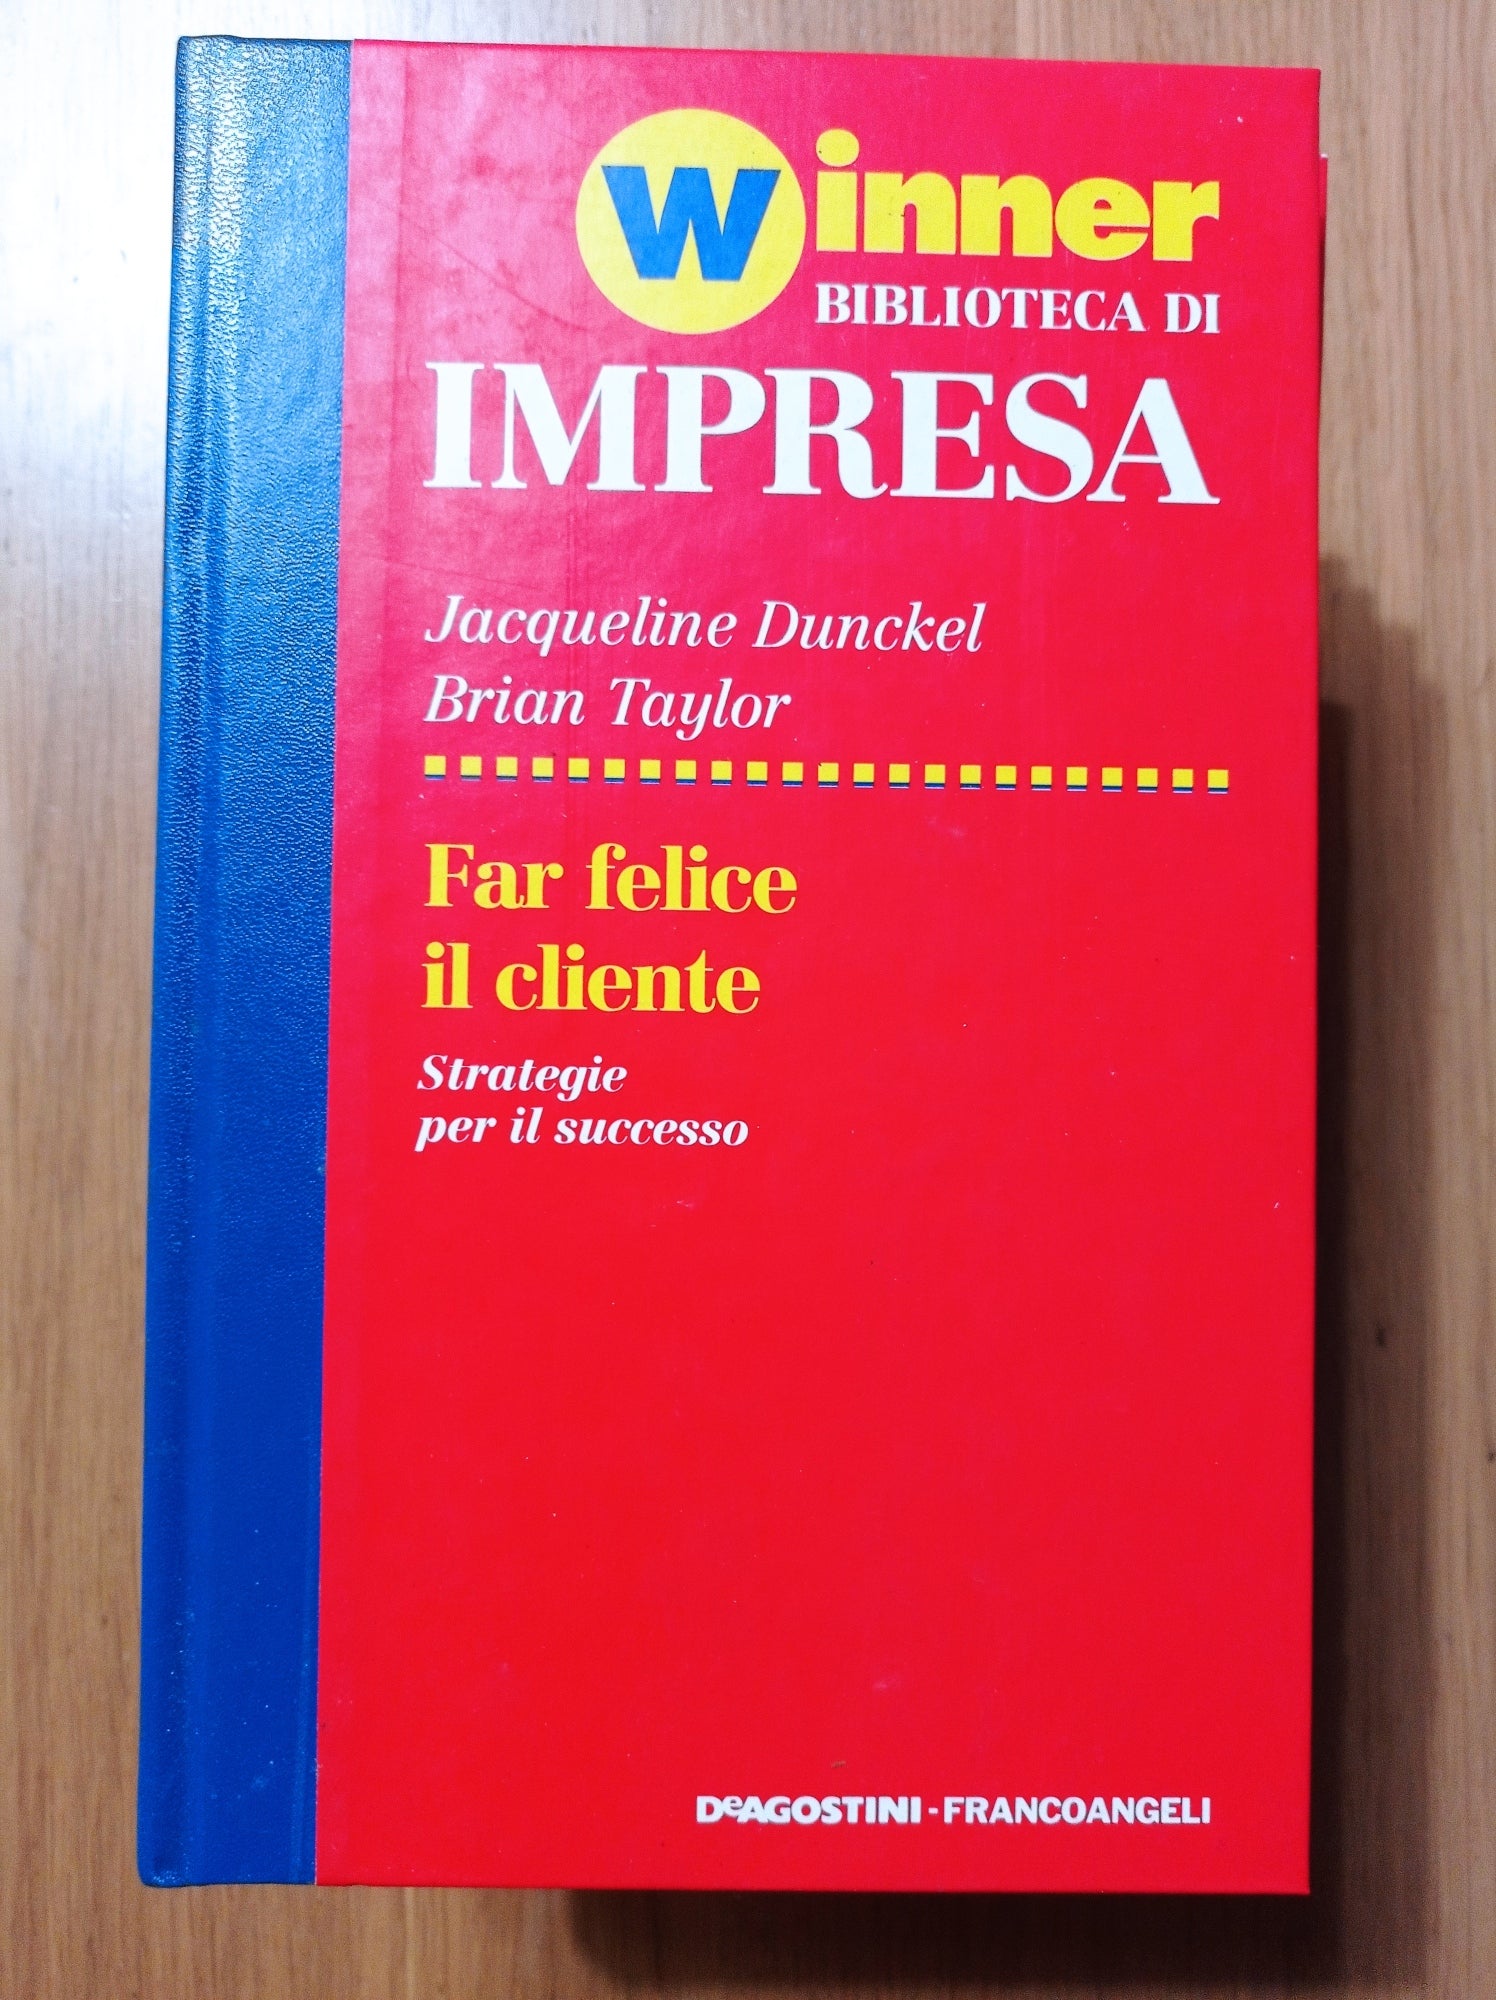 Winner
BIBLIOTECA DI
IMPRESA
Jacqueline Dunckel
Brian Taylor
Far felice
il cliente
Strategie
per il successo
DeAGOSTINI-FRANCOANGELI